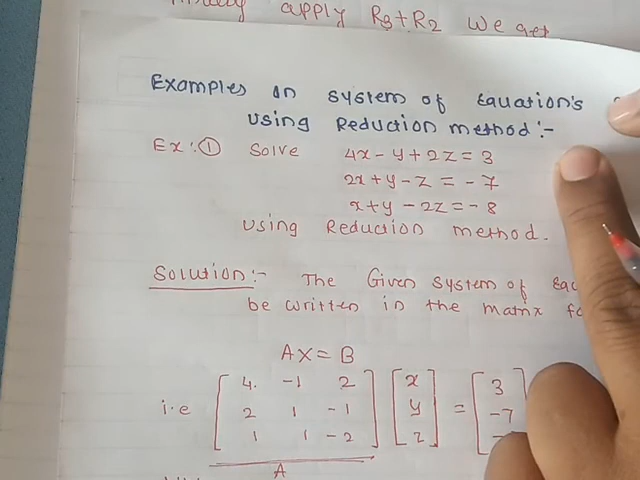 apply R3+R2 we get
Examples on system of Equation's
using Reduction method:-
Ex:① Solve 4x-y+2z=3
2x+y-z=-7
x+y-2z=-8
using Reduction method.
Solution:- The Given system of
be written in the matrix
AX=B
i.e [4. -1 2] [x] = [3]
[2 1 -1] [y] [-7]
[1 1 -2] [z]
A